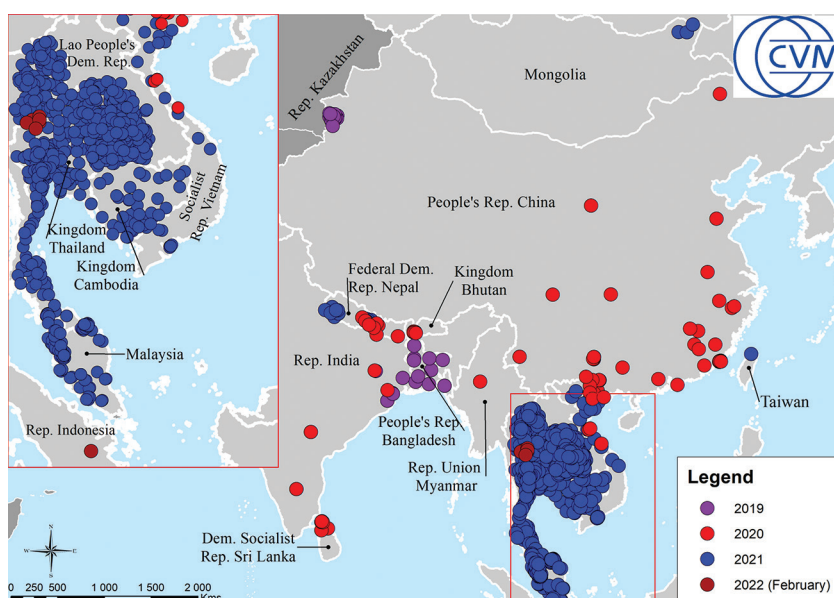 Lao People's
Dem. Rep.
Kingdom
Thailand
Kingdom
Cambodia
Socialist
Rep. Vietnam
Malaysia
Rep. Indonesia
Rep. Kazakhstan
Mongolia
CVM
People's Rep. China
Federal Dem.
Rep. Nepal
Kingdom
Bhutan
Rep. India
People's Rep.
Bangladesh
Rep. Union
Myanmar
Taiwan
Dem. Socialist
Rep. Sri Lanka
N
W E
S
0 250 500 1 000 1 500 2 000
Kms
Legend
2019
2020
2021
2022 (February)